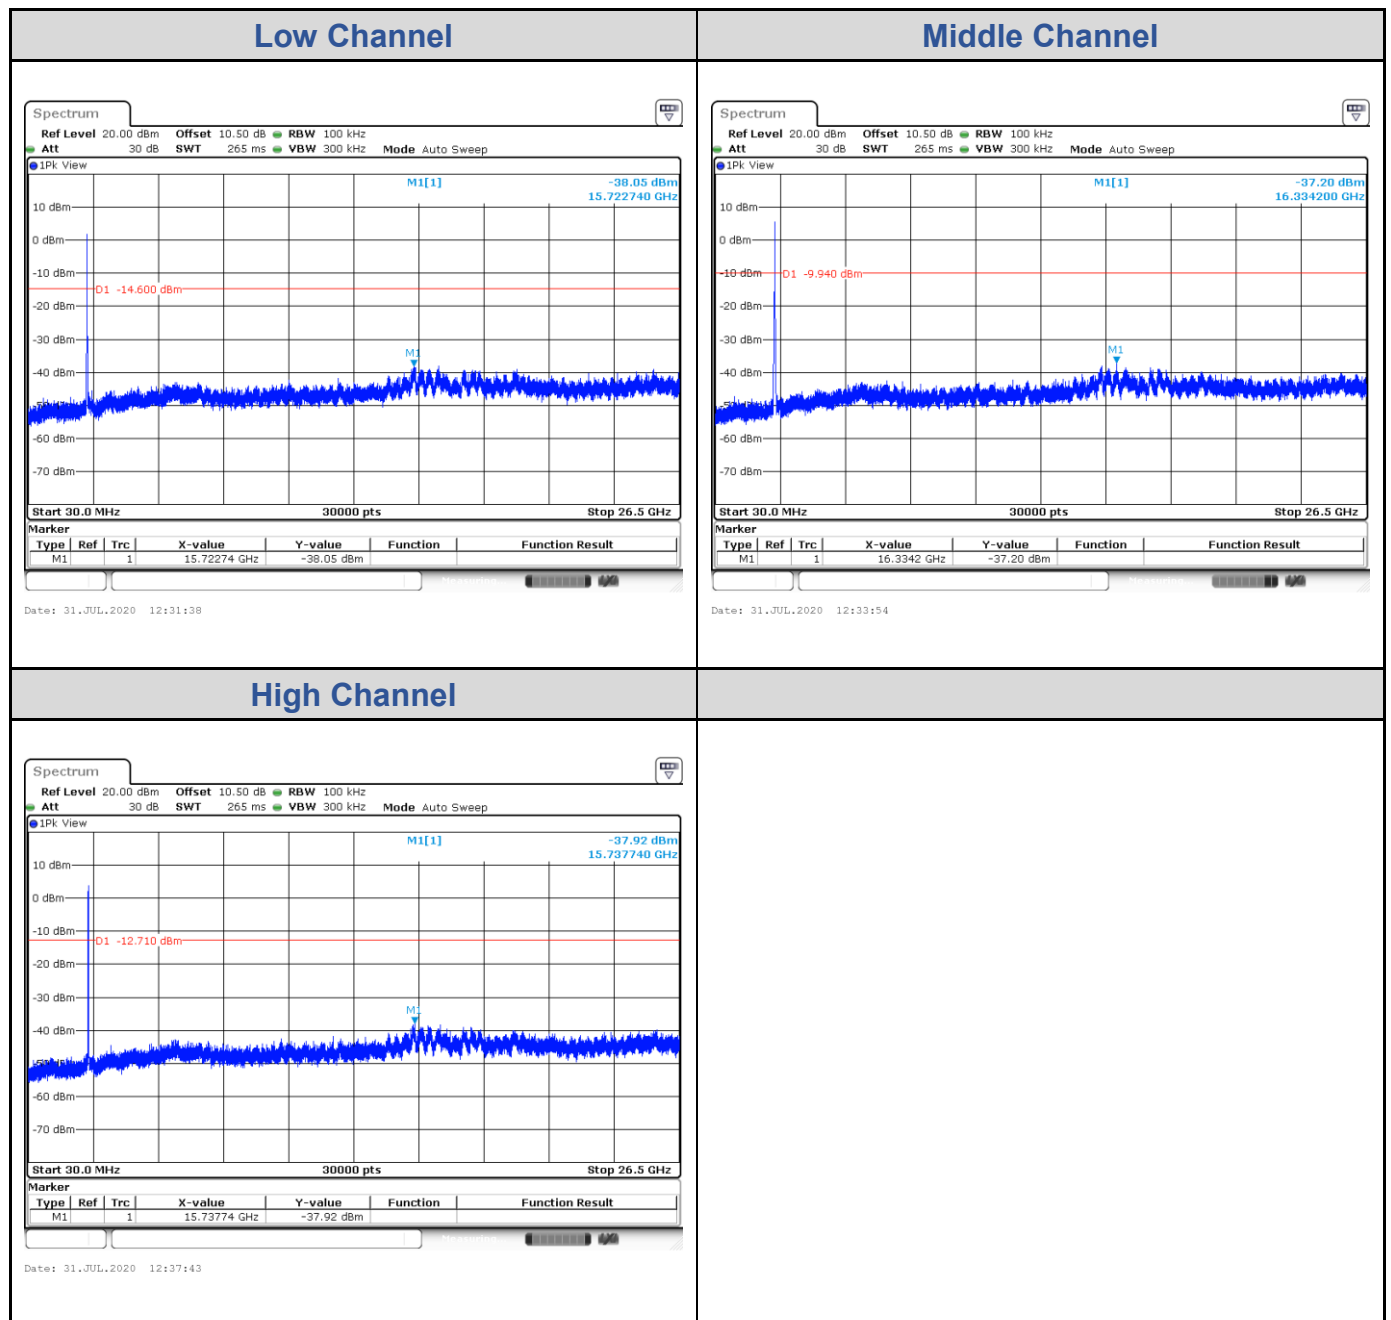 Low Channel
Middle Channel
Spectrum
Ref Level 20.00 dBm Offset 10.50 dB RBW 100 kHz
Att 30 dB SWT 265 ms VBW 300 kHz Mode Auto Sweep
1Pk View
M1[1] -38.05 dBm
15.722740 GHz
10 dBm
0 dBm
-10 dBm
D1 -14.600 dBm
-20 dBm
-30 dBm
M1
-40 dBm
-60 dBm
-70 dBm
Start 30.0 MHz 30000 pts Stop 26.5 GHz
Marker
Type Ref Trc X-value Y-value Function Function Result
M1 1 15.72274 GHz -38.05 dBm
Measuring
Date: 31.JUL.2020 12:31:38
Spectrum
Ref Level 20.00 dBm Offset 10.50 dB RBW 100 kHz
Att 30 dB SWT 265 ms VBW 300 kHz Mode Auto Sweep
1Pk View
M1[1] -37.20 dBm
16.334200 GHz
10 dBm
0 dBm
-10 dBm
D1 -9.940 dBm
-20 dBm
-30 dBm
M1
-40 dBm
-60 dBm
-70 dBm
Start 30.0 MHz 30000 pts Stop 26.5 GHz
Marker
Type Ref Trc X-value Y-value Function Function Result
M1 1 16.3342 GHz -37.20 dBm
Measuring
Date: 31.JUL.2020 12:33:54
High Channel
Spectrum
Ref Level 20.00 dBm Offset 10.50 dB RBW 100 kHz
Att 30 dB SWT 265 ms VBW 300 kHz Mode Auto Sweep
1Pk View
M1[1] -37.92 dBm
15.737740 GHz
10 dBm
0 dBm
-10 dBm
D1 -12.710 dBm
-20 dBm
-30 dBm
M1
-40 dBm
-60 dBm
-70 dBm
Start 30.0 MHz 30000 pts Stop 26.5 GHz
Marker
Type Ref Trc X-value Y-value Function Function Result
M1 1 15.73774 GHz -37.92 dBm
Measuring
Date: 31.JUL.2020 12:37:43